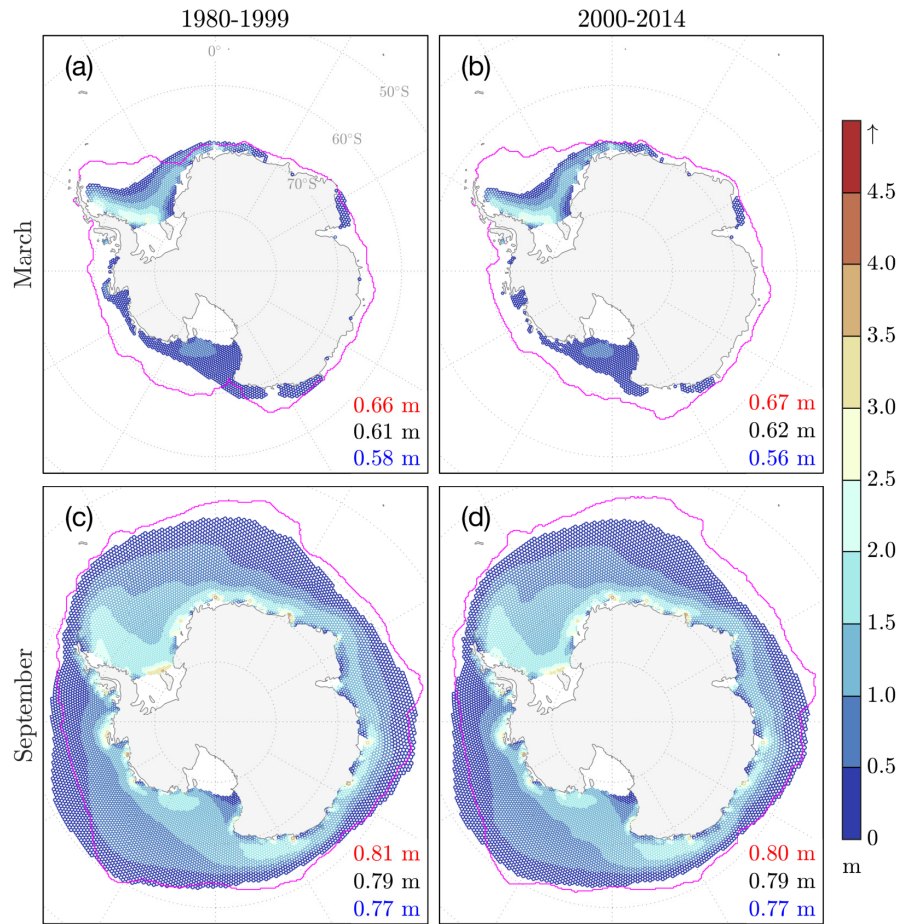 1980-1999
2000-2014
March
September
(a)
0°
50°S
60°S
70°S
0.66 m
0.61 m
0.58 m
(b)
0.67 m
0.62 m
0.56 m
(c)
0.81 m
0.79 m
0.77 m
(d)
0.80 m
0.79 m
0.77 m
↑
4.5
4.0
3.5
3.0
2.5
2.0
1.5
1.0
0.5
0
m